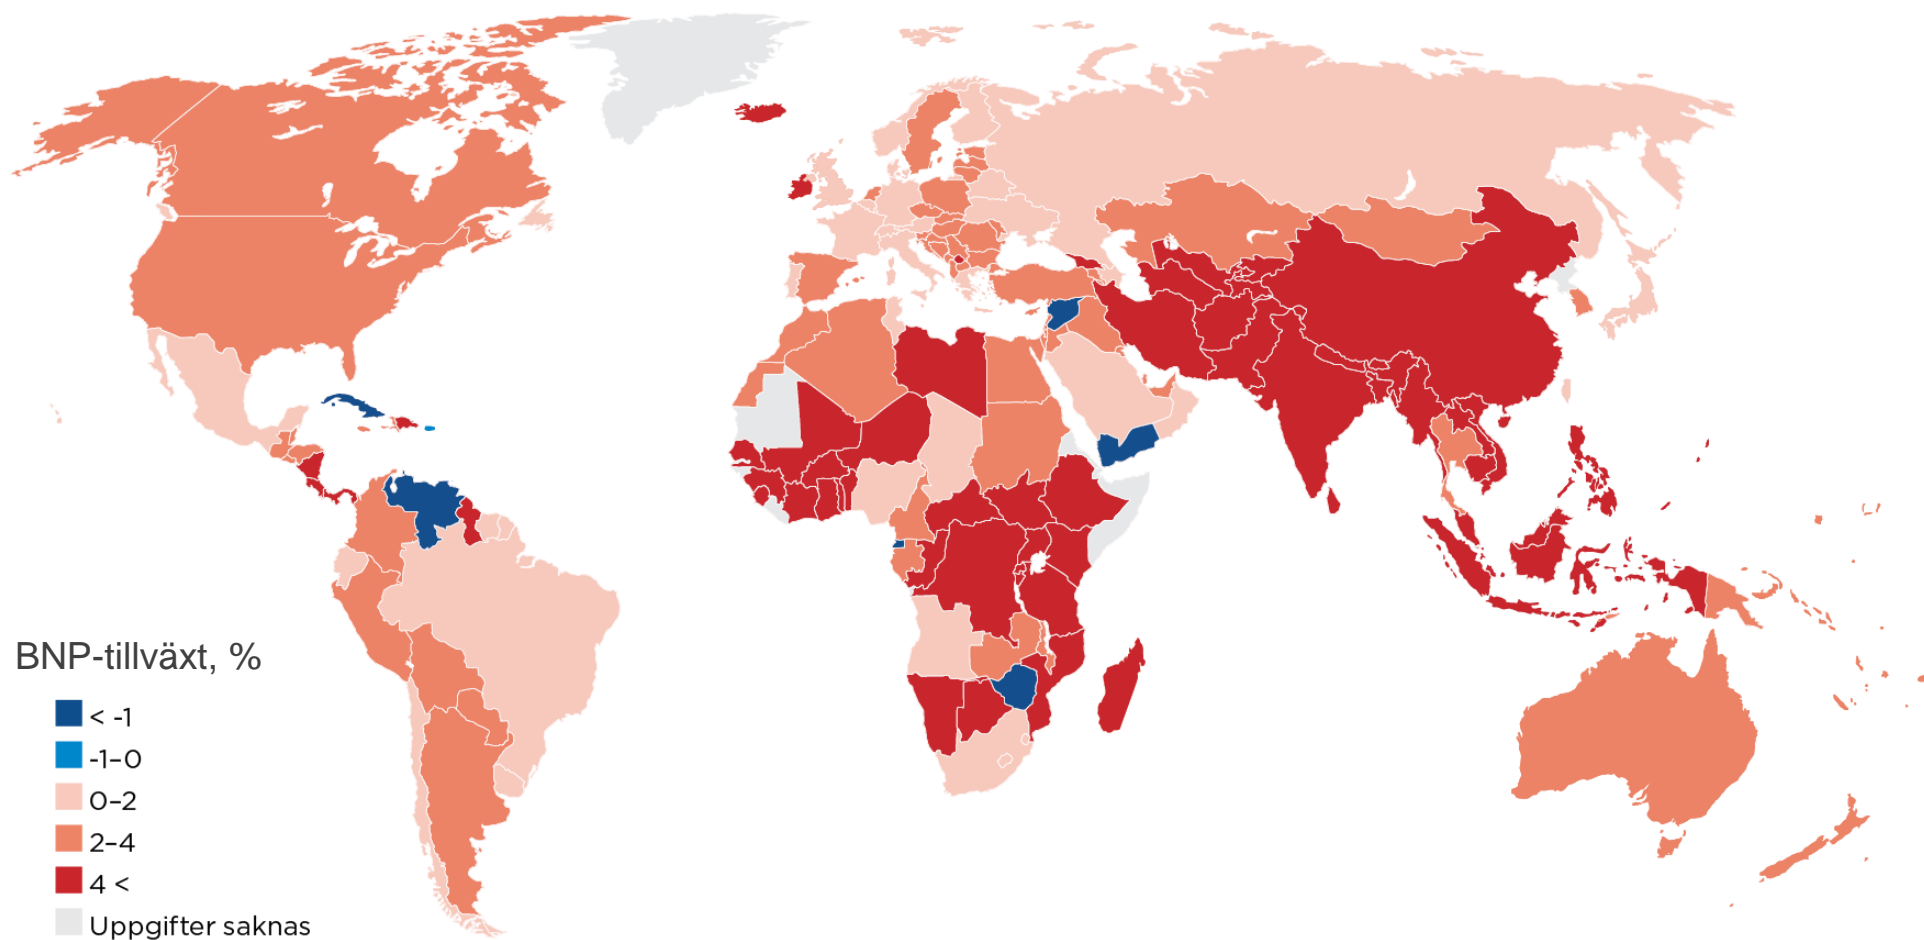 BNP-tillväxt, %
< -1
-1–0
0–2
2–4
4 <
Uppgifter saknas